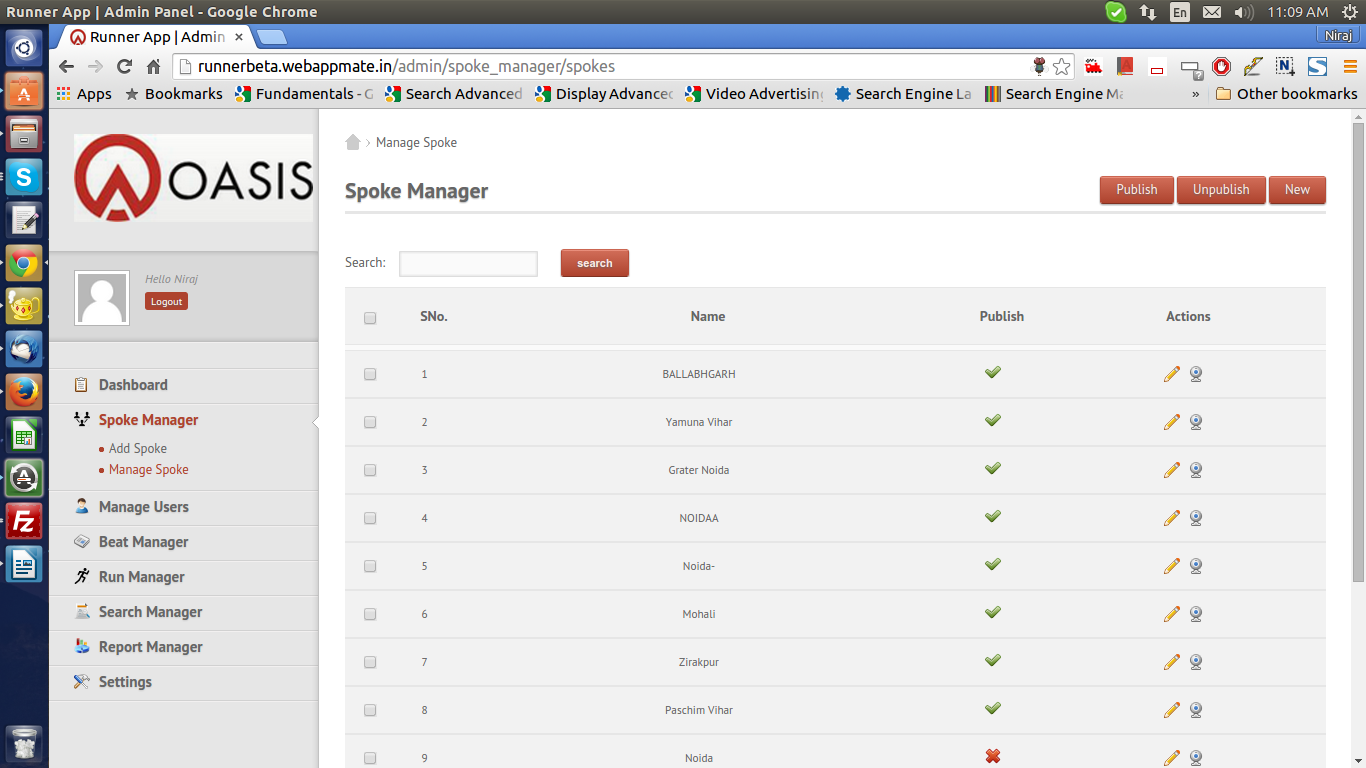 Runner App | Admin Panel - Google Chrome
En
11:09 AM
Runner App | Admin
Niraj
runnerbeta.webappmate.in/admin/spoke_manager/spokes
Apps
Bookmarks
Fundamentals - G
Search Advanced
Display Advanced
Video Advertising
Search Engine La
Search Engine Ma
»
Other bookmarks
OASIS
Hello Niraj
Logout
Dashboard
Spoke Manager
Add Spoke
Manage Spoke
Manage Users
Beat Manager
Run Manager
Search Manager
Report Manager
Settings
Manage Spoke
Spoke Manager
Publish Unpublish New
Search: search
SNo. Name Publish Actions
1 BALLABHGARH
2 Yamuna Vihar
3 Grater Noida
4 NOIDAA
5 Noida-
6 Mohali
7 Zirakpur
8 Paschim Vihar
9 Noida